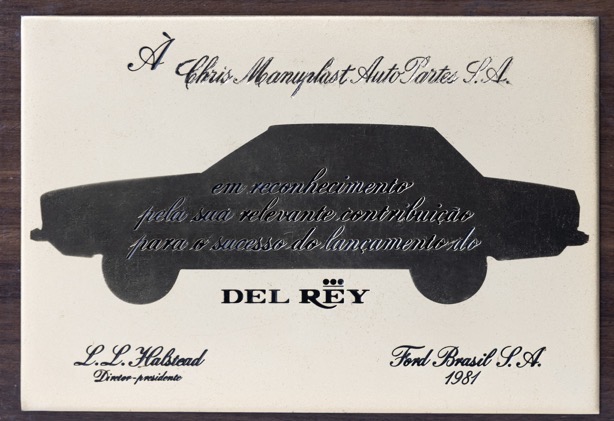 À Chris Manuplast Auto Partes S.A.
em reconhecimento
pela sua relevante contribuição
para o sucesso do lançamento do
DEL REY
L. L. Halstead
Diretor-presidente
Ford Brasil S. A.
1981